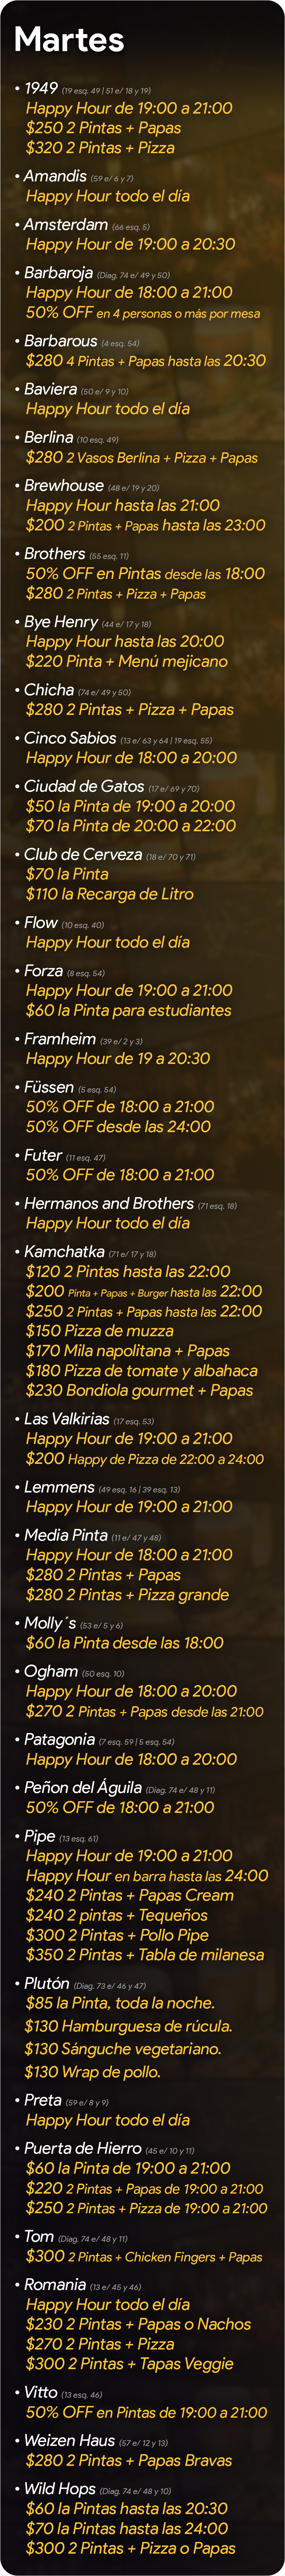 Martes
• 1949 (19 esq. 49 | 51 e/ 18 y 19)
Happy Hour de 19:00 a 21:00
$250 2 Pintas + Papas
$320 2 Pintas + Pizza
• Amandis (59 e/ 6 y 7)
Happy Hour todo el día
• Amsterdam (66 esq. 5)
Happy Hour de 19:00 a 20:30
• Barbaroja (Diag. 74 e/ 49 y 50)
Happy Hour de 18:00 a 21:00
50% OFF en 4 personas o más por mesa
• Barbarous (4 esq. 54)
$280 4 Pintas + Papas hasta las 20:30
• Baviera (50 e/ 9 y 10)
Happy Hour todo el día
• Berlina (10 esq. 49)
$280 2 Vasos Berlina + Pizza + Papas
• Brewhouse (48 e/ 19 y 20)
Happy Hour hasta las 21:00
$200 2 Pintas + Papas hasta las 23:00
• Brothers (55 esq. 11)
50% OFF en Pintas desde las 18:00
$280 2 Pintas + Pizza + Papas
• Bye Henry (44 e/ 17 y 18)
Happy Hour hasta las 20:00
$220 Pinta + Menú mejicano
• Chicha (74 e/ 49 y 50)
$280 2 Pintas + Pizza + Papas
• Cinco Sabios (13 e/ 63 y 64 | 19 esq. 55)
Happy Hour de 18:00 a 20:00
• Ciudad de Gatos (17 e/ 69 y 70)
$50 la Pinta de 19:00 a 20:00
$70 la Pinta de 20:00 a 22:00
• Club de Cerveza (18 e/ 70 y 71)
$70 la Pinta
$110 la Recarga de Litro
• Flow (10 esq. 40)
Happy Hour todo el día
• Forza (8 esq. 54)
Happy Hour de 19:00 a 21:00
$60 la Pinta para estudiantes
• Framheim (39 e/ 2 y 3)
Happy Hour de 19 a 20:30
• Füssen (5 esq. 54)
50% OFF de 18:00 a 21:00
50% OFF desde las 24:00
• Futer (11 esq. 47)
50% OFF de 18:00 a 21:00
• Hermanos and Brothers (71 esq. 18)
Happy Hour todo el día
• Kamchatka (71 e/ 17 y 18)
$120 2 Pintas hasta las 22:00
$200 Pinta + Papas + Burger hasta las 22:00
$250 2 Pintas + Papas hasta las 22:00
$150 Pizza de muzza
$170 Mila napolitana + Papas
$180 Pizza de tomate y albahaca
$230 Bondiola gourmet + Papas
• Las Valkirias (17 esq. 53)
Happy Hour de 19:00 a 21:00
$200 Happy de Pizza de 22:00 a 24:00
• Lemmens (49 esq. 16 | 39 esq. 13)
Happy Hour de 19:00 a 21:00
• Media Pinta (11 e/ 47 y 48)
Happy Hour de 18:00 a 21:00
$280 2 Pintas + Papas
$280 2 Pintas + Pizza grande
• Molly´s (53 e/ 5 y 6)
$60 la Pinta desde las 18:00
• Ogham (50 esq. 10)
Happy Hour de 18:00 a 20:00
$270 2 Pintas + Papas desde las 21:00
• Patagonia (7 esq. 59 | 5 esq. 54)
Happy Hour de 18:00 a 20:00
• Peñon del Águila (Diag. 74 e/ 48 y 11)
50% OFF de 18:00 a 21:00
• Pipe (13 esq. 61)
Happy Hour de 19:00 a 21:00
Happy Hour en barra hasta las 24:00
$240 2 Pintas + Papas Cream
$240 2 pintas + Tequeños
$300 2 Pintas + Pollo Pipe
$350 2 Pintas + Tabla de milanesa
• Plutón (Diag. 73 e/ 46 y 47)
$85 la Pinta, toda la noche.
$130 Hamburguesa de rúcula.
$130 Sánguche vegetariano.
$130 Wrap de pollo.
• Preta (59 e/ 8 y 9)
Happy Hour todo el día
• Puerta de Hierro (45 e/ 10 y 11)
$60 la Pinta de 19:00 a 21:00
$220 2 Pintas + Papas de 19:00 a 21:00
$250 2 Pintas + Pizza de 19:00 a 21:00
• Tom (Diag. 74 e/ 48 y 11)
$300 2 Pintas + Chicken Fingers + Papas
• Romania (13 e/ 45 y 46)
Happy Hour todo el día
$230 2 Pintas + Papas o Nachos
$270 2 Pintas + Pizza
$300 2 Pintas + Tapas Veggie
• Vitto (13 esq. 46)
50% OFF en Pintas de 19:00 a 21:00
• Weizen Haus (57 e/ 12 y 13)
$280 2 Pintas + Papas Bravas
• Wild Hops (Diag. 74 e/ 48 y 10)
$60 la Pintas hasta las 20:30
$70 la Pintas hasta las 24:00
$300 2 Pintas + Pizza o Papas